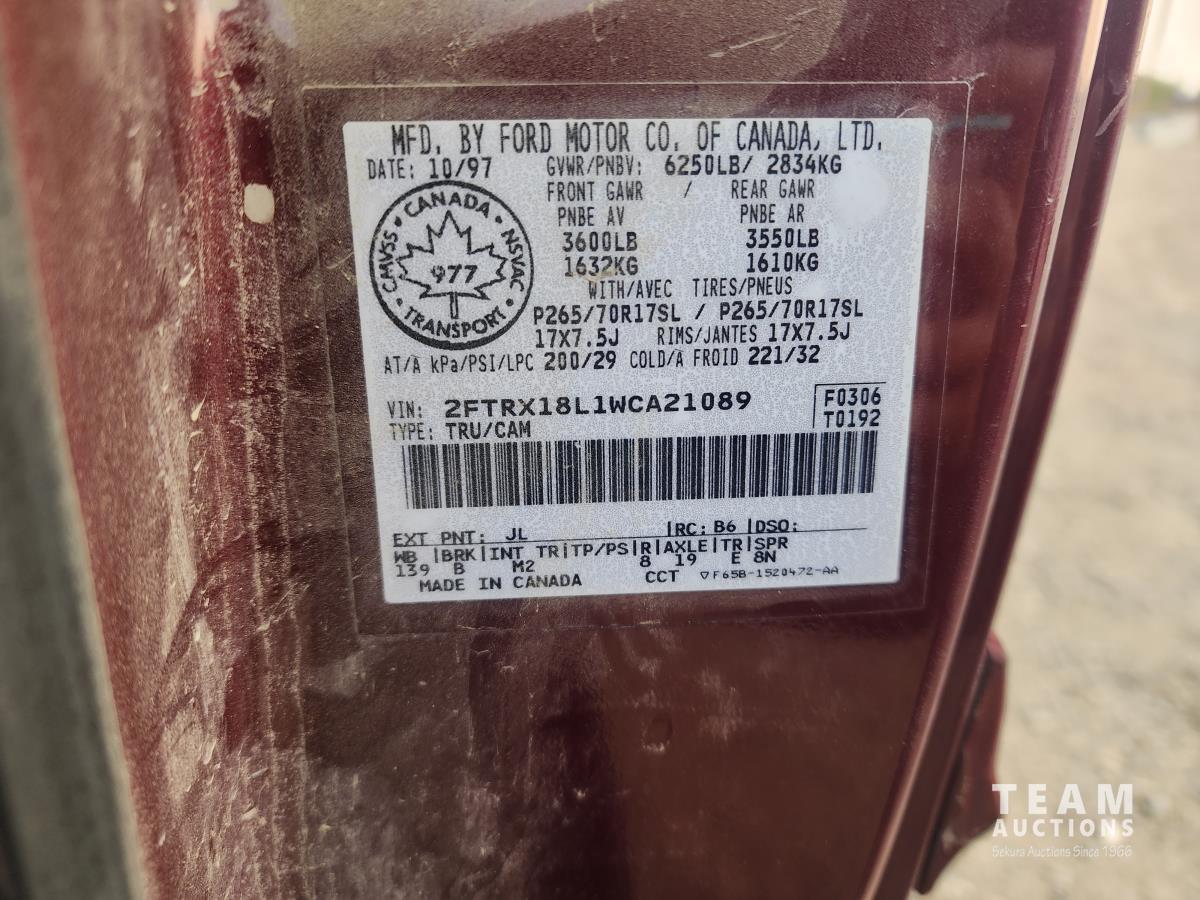 MFD. BY FORD MOTOR CO. OF CANADA, LTD.
DATE: 10/97 GVWR/PNBV: 6250LB/ 2834KG
FRONT GAWR / REAR GAWR
PNBE AV PNBE AR
3600LB 3550LB
1632KG 1610KG
CMVSS • CANADA • NSVAC • TRANSPORT •
977
WITH/AVEC TIRES/PNEUS
P265/70R17SL / P265/70R17SL
17X7.5J RIMS/JANTES 17X7.5J
AT/A kPa/PSI/LPC 200/29 COLD/A FROID 221/32
VIN: 2FTRX18L1WCA21089 F0306
TYPE: TRU/CAM T0192
EXT PNT: JL RC: B6 DSO:
WB BRK INT TR TP/PS R AXLE TR SPR
139 B M2 8 19 E 8N
MADE IN CANADA CCT ▽F65B-1520472-AA
TEAM
AUCTIONS
Sekura Auctions Since 1966